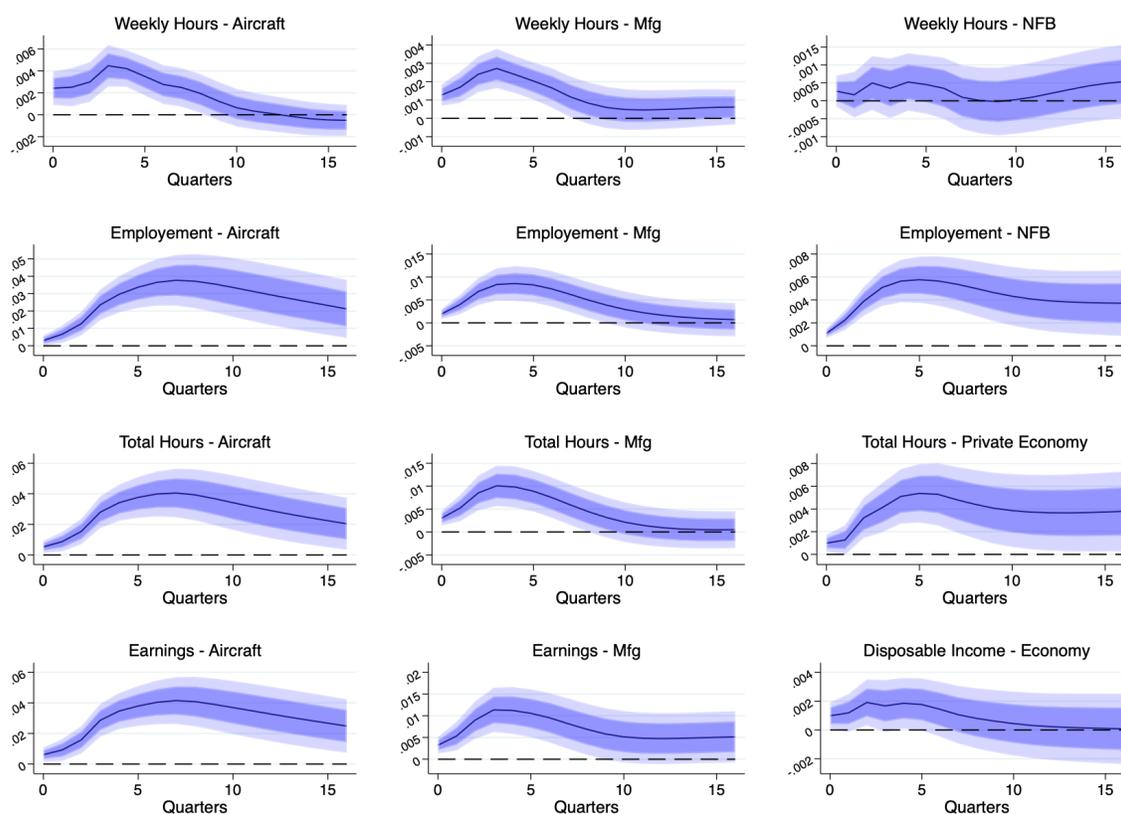 Weekly Hours - Aircraft
.006
.004
.002
0
-.002
0 5 10 15
Quarters
Weekly Hours - Mfg
.004
.003
.002
.001
0
-.001
0 5 10 15
Quarters
Weekly Hours - NFB
.0015
.001
.0005
0
-.0005
-.001
0 5 10 15
Quarters
Employement - Aircraft
.05
.04
.03
.02
.01
0
0 5 10 15
Quarters
Employement - Mfg
.015
.01
.005
0
-.005
0 5 10 15
Quarters
Employement - NFB
.008
.006
.004
.002
0
0 5 10 15
Quarters
Total Hours - Aircraft
.06
.04
.02
0
0 5 10 15
Quarters
Total Hours - Mfg
.015
.01
.005
0
-.005
0 5 10 15
Quarters
Total Hours - Private Economy
.008
.006
.004
.002
0
0 5 10 15
Quarters
Earnings - Aircraft
.06
.04
.02
0
0 5 10 15
Quarters
Earnings - Mfg
.02
.015
.01
.005
0
0 5 10 15
Quarters
Disposable Income - Economy
.004
.002
0
-.002
0 5 10 15
Quarters